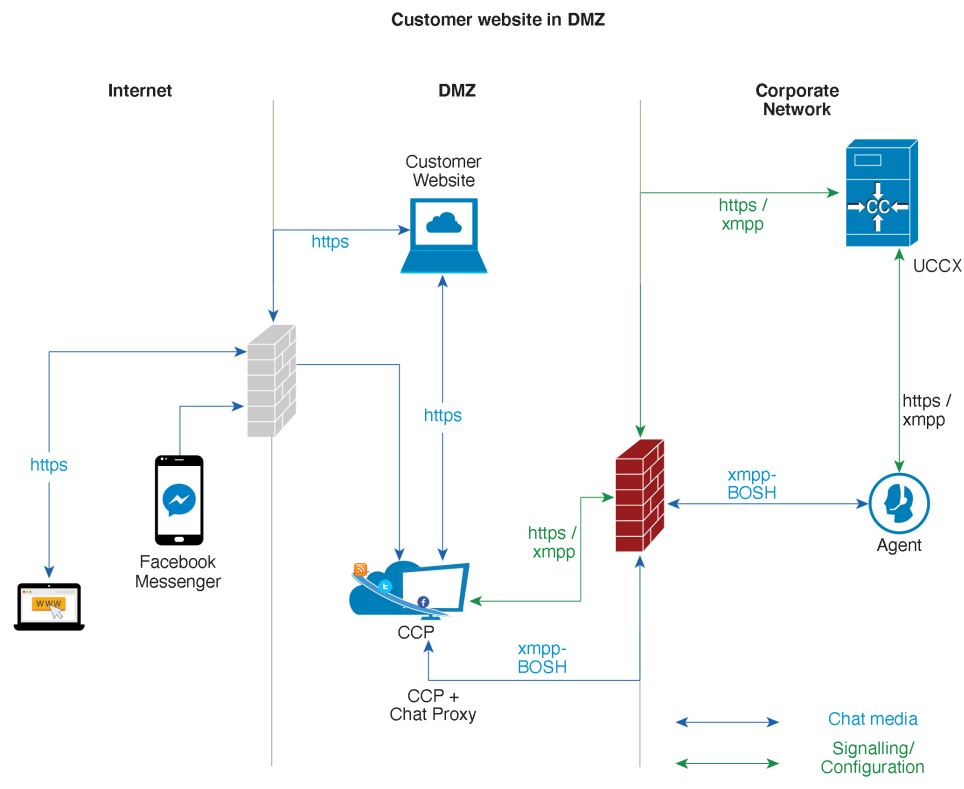 Customer website in DMZ
Internet
DMZ
Corporate
Network
Customer
Website
https
https /
xmpp
CC
UCCX
https
https /
xmpp
https
xmpp-
BOSH
https /
xmpp
Agent
Facebook
Messenger
WWW
CCP
xmpp-
BOSH
CCP +
Chat Proxy
Chat media
Signalling/
Configuration